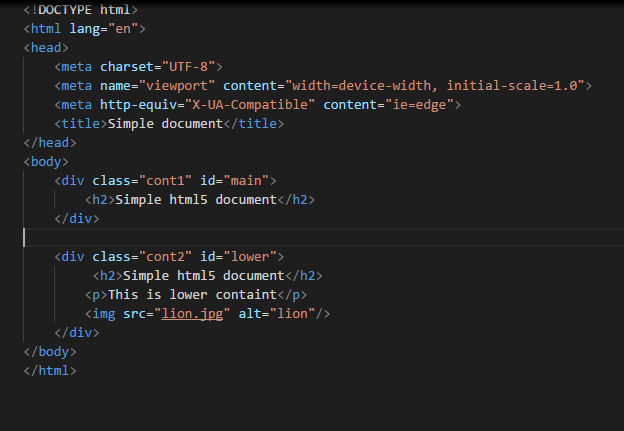 <!DOCTYPE html>
<html lang="en">
<head>
    <meta charset="UTF-8">
    <meta name="viewport" content="width=device-width, initial-scale=1.0">
    <meta http-equiv="X-UA-Compatible" content="ie=edge">
    <title>Simple document</title>
</head>
<body>
    <div class="cont1" id="main">
        <h2>Simple html5 document</h2>
    </div>

    <div class="cont2" id="lower">
         <h2>Simple html5 document</h2>
        <p>This is lower containt</p>
        <img src="lion.jpg" alt="lion"/>
    </div>
</body>
</html>